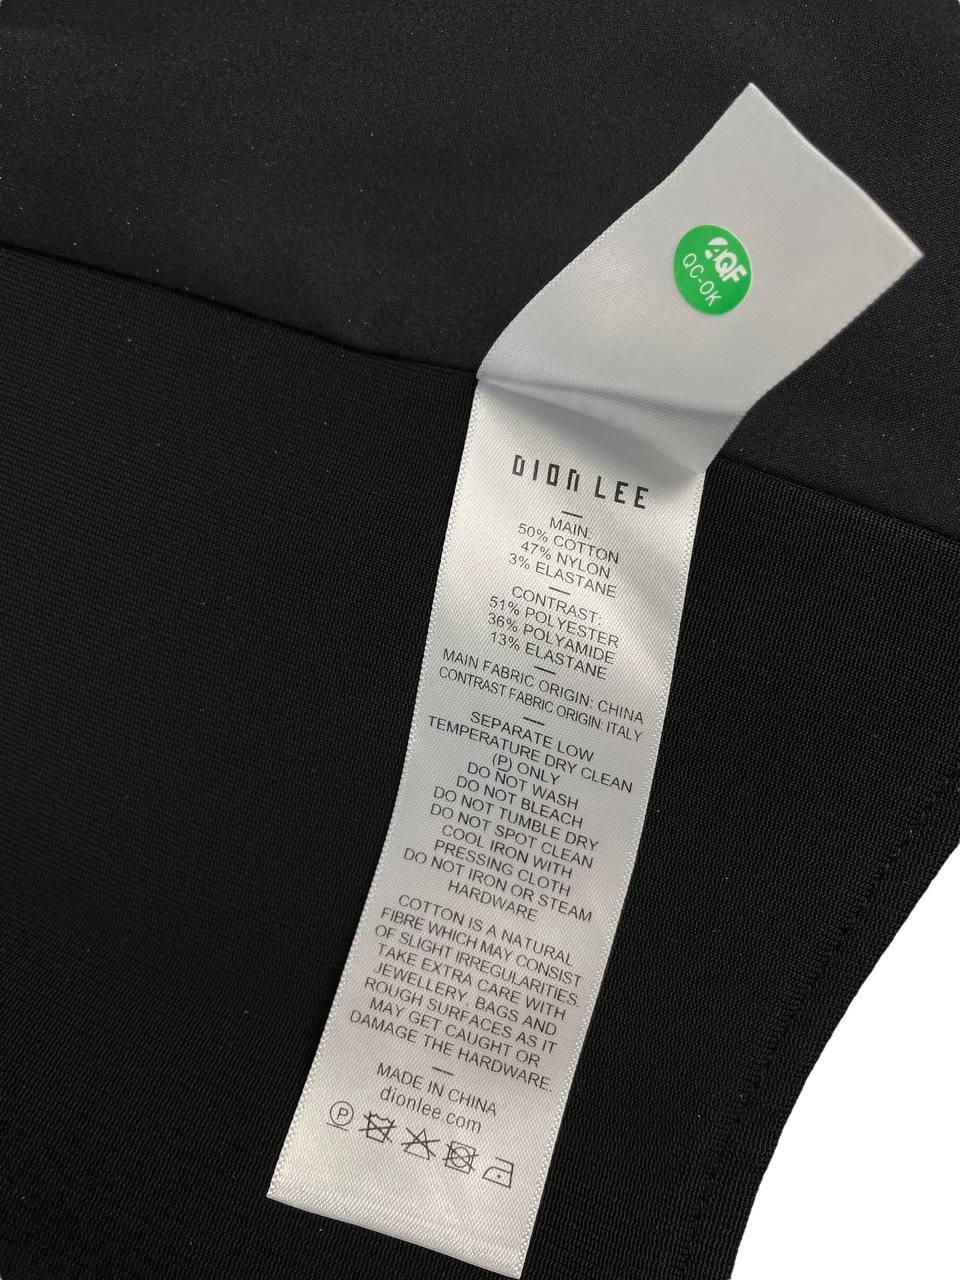 AQF
QC-OK
DION LEE
MAIN:
50% COTTON
47% NYLON
3% ELASTANE
CONTRAST:
51% POLYESTER
36% POLYAMIDE
13% ELASTANE
MAIN FABRIC ORIGIN: CHINA
CONTRAST FABRIC ORIGIN: ITALY
SEPARATE LOW
TEMPERATURE DRY CLEAN
(P) ONLY
DO NOT WASH
DO NOT BLEACH
DO NOT TUMBLE DRY
DO NOT SPOT CLEAN
COOL IRON WITH
PRESSING CLOTH
DO NOT IRON OR STEAM
HARDWARE
COTTON IS A NATURAL
FIBRE WHICH MAY CONSIST
OF SLIGHT IRREGULARITIES.
TAKE EXTRA CARE WITH
JEWELLERY, BAGS AND
ROUGH SURFACES AS IT
MAY GET CAUGHT OR
DAMAGE THE HARDWARE.
MADE IN CHINA
dionlee.com
P